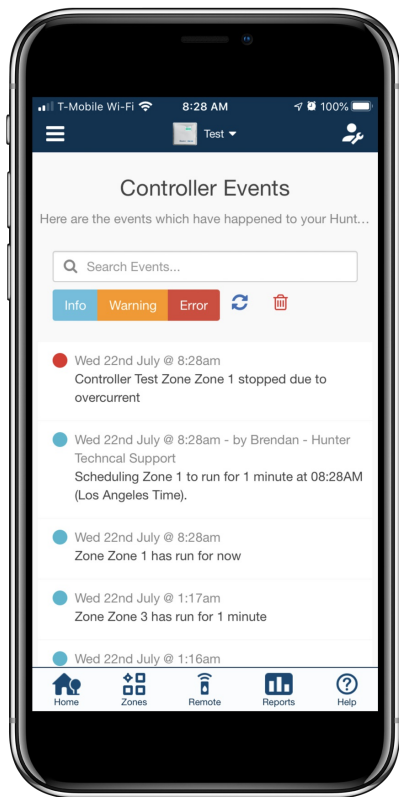 T-Mobile Wi-Fi 8:28 AM 100%
Test
Controller Events
Here are the events which have happened to your Hunt...
Search Events...
Info Warning Error
Wed 22nd July @ 8:28am
Controller Test Zone Zone 1 stopped due to
overcurrent
Wed 22nd July @ 8:28am - by Brendan - Hunter
Techncal Support
Scheduling Zone 1 to run for 1 minute at 08:28AM
(Los Angeles Time).
Wed 22nd July @ 8:28am
Zone Zone 1 has run for now
Wed 22nd July @ 1:17am
Zone Zone 3 has run for 1 minute
Wed 22nd July @ 1:16am
Home Zones Remote Reports Help